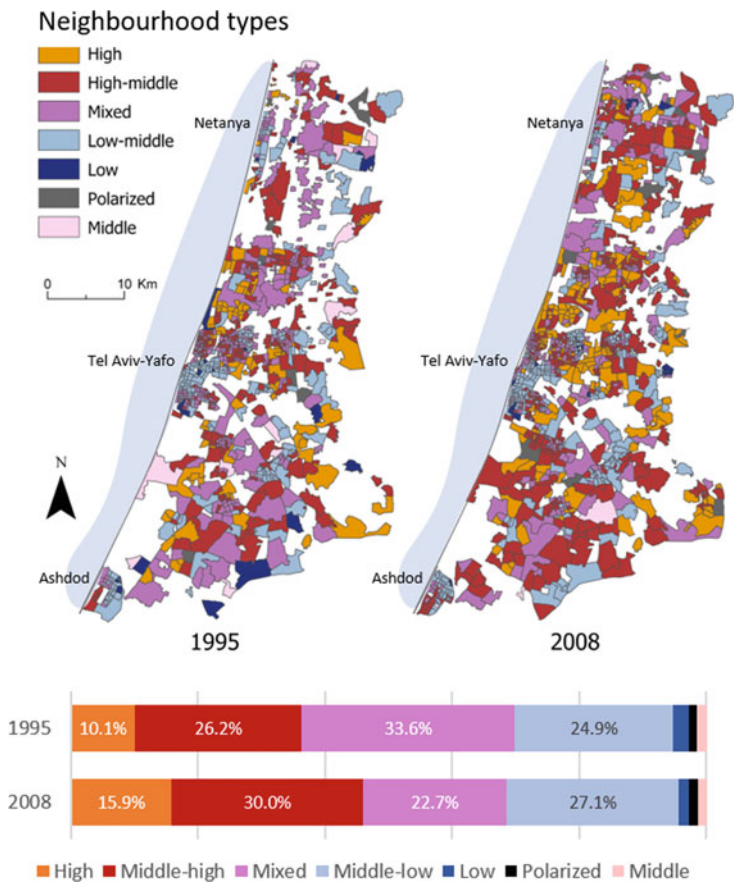 Neighbourhood types
High
High-middle
Mixed
Low-middle
Low
Polarized
Middle
0 10 Km
N
Netanya
Tel Aviv-Yafo
Ashdod
1995
Netanya
Tel Aviv-Yafo
Ashdod
2008
1995 10.1% 26.2% 33.6% 24.9%
2008 15.9% 30.0% 22.7% 27.1%
High Middle-high Mixed Middle-low Low Polarized Middle